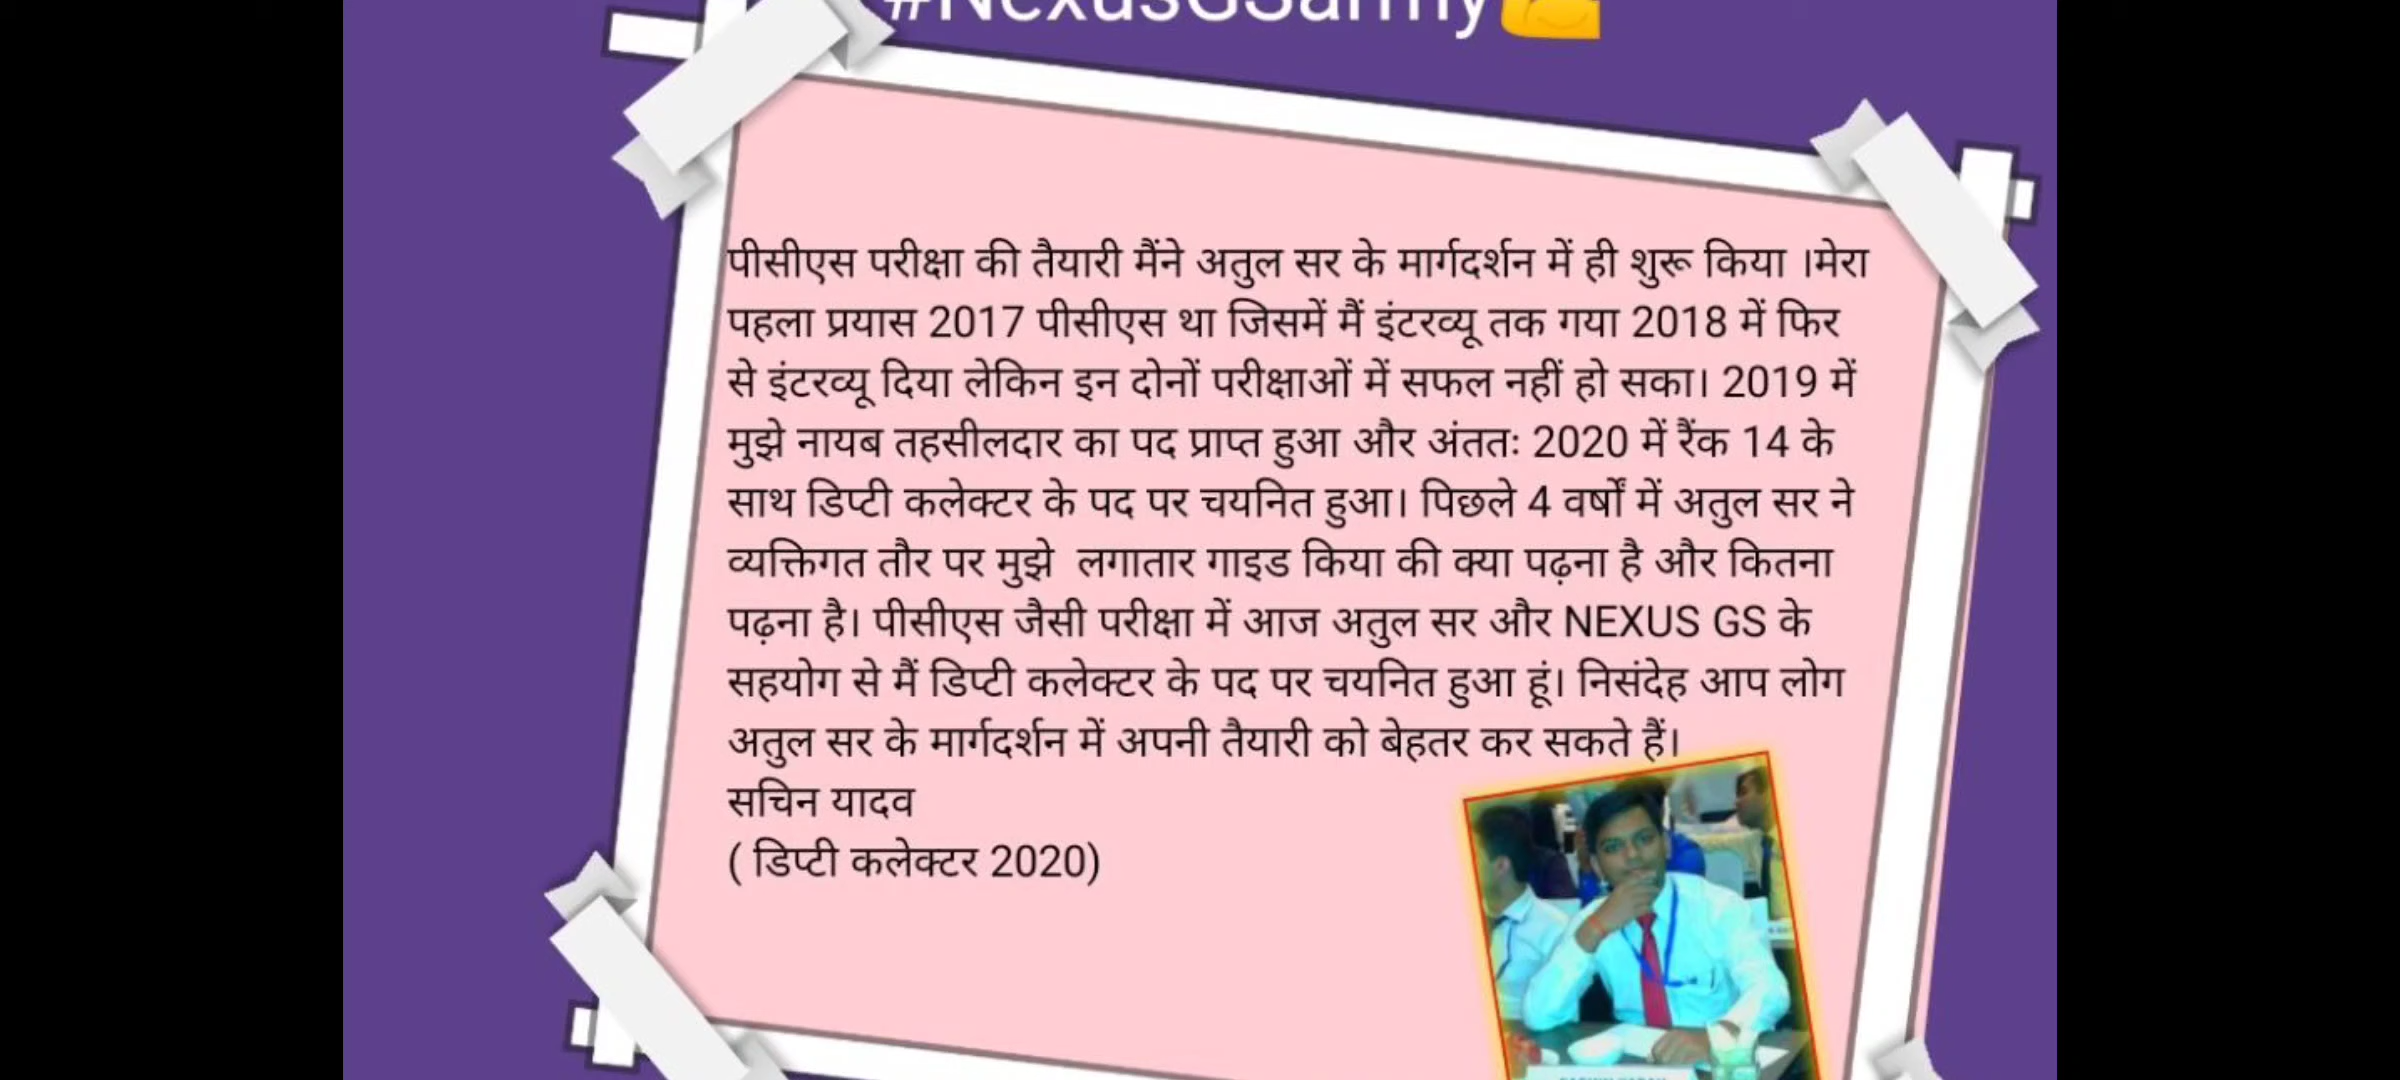 #NexusGSarmy💪
पीसीएस परीक्षा की तैयारी मैंने अतुल सर के मार्गदर्शन में ही शुरू किया ।मेरा
पहला प्रयास 2017 पीसीएस था जिसमें मैं इंटरव्यू तक गया 2018 में फिर
से इंटरव्यू दिया लेकिन इन दोनों परीक्षाओं में सफल नहीं हो सका। 2019 में
मुझे नायब तहसीलदार का पद प्राप्त हुआ और अंततः 2020 में रैंक 14 के
साथ डिप्टी कलेक्टर के पद पर चयनित हुआ। पिछले 4 वर्षों में अतुल सर ने
व्यक्तिगत तौर पर मुझे  लगातार गाइड किया की क्या पढ़ना है और कितना
पढ़ना है। पीसीएस जैसी परीक्षा में आज अतुल सर और NEXUS GS के
सहयोग से मैं डिप्टी कलेक्टर के पद पर चयनित हुआ हूं। निसंदेह आप लोग
अतुल सर के मार्गदर्शन में अपनी तैयारी को बेहतर कर सकते हैं।
सचिन यादव
( डिप्टी कलेक्टर 2020)